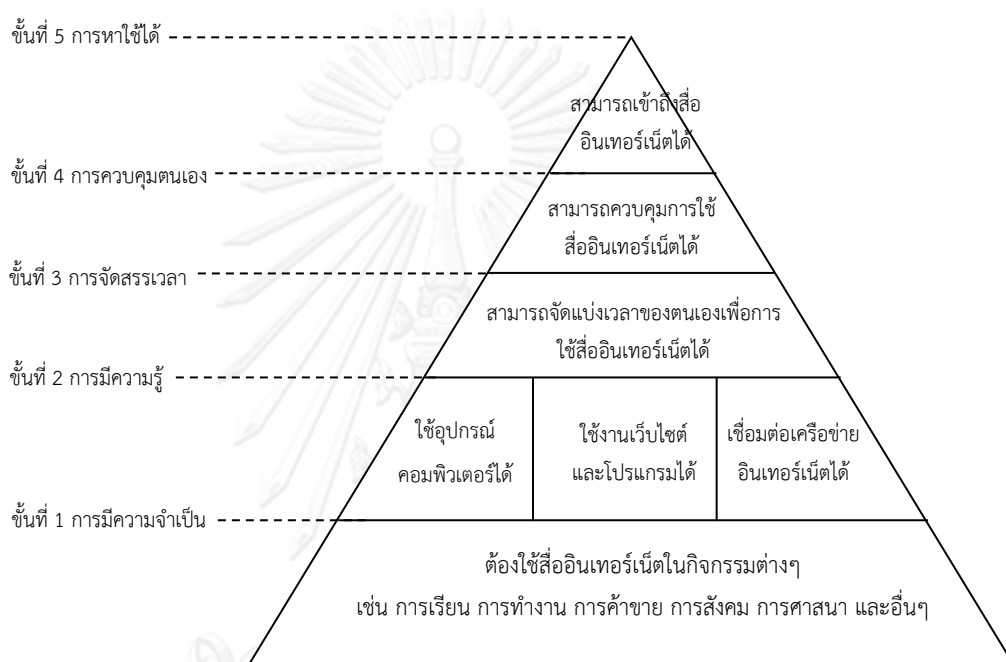 ขั้นที่ 5 การหาใช้ได้
สามารถเข้าถึงสื่อ
อินเทอร์เน็ตได้
ขั้นที่ 4 การควบคุมตนเอง
สามารถควบคุมการใช้
สื่ออินเทอร์เน็ตได้
ขั้นที่ 3 การจัดสรรเวลา
สามารถจัดแบ่งเวลาของตนเองเพื่อการ
ใช้สื่ออินเทอร์เน็ตได้
ขั้นที่ 2 การมีความรู้
ใช้อุปกรณ์
คอมพิวเตอร์ได้
ใช้งานเว็บไซต์
และโปรแกรมได้
เชื่อมต่อเครือข่าย
อินเทอร์เน็ตได้
ขั้นที่ 1 การมีความจำเป็น
ต้องใช้สื่ออินเทอร์เน็ตในกิจกรรมต่างๆ
เช่น การเรียน การทำงาน การค้าขาย การสังคม การศาสนา และอื่นๆ